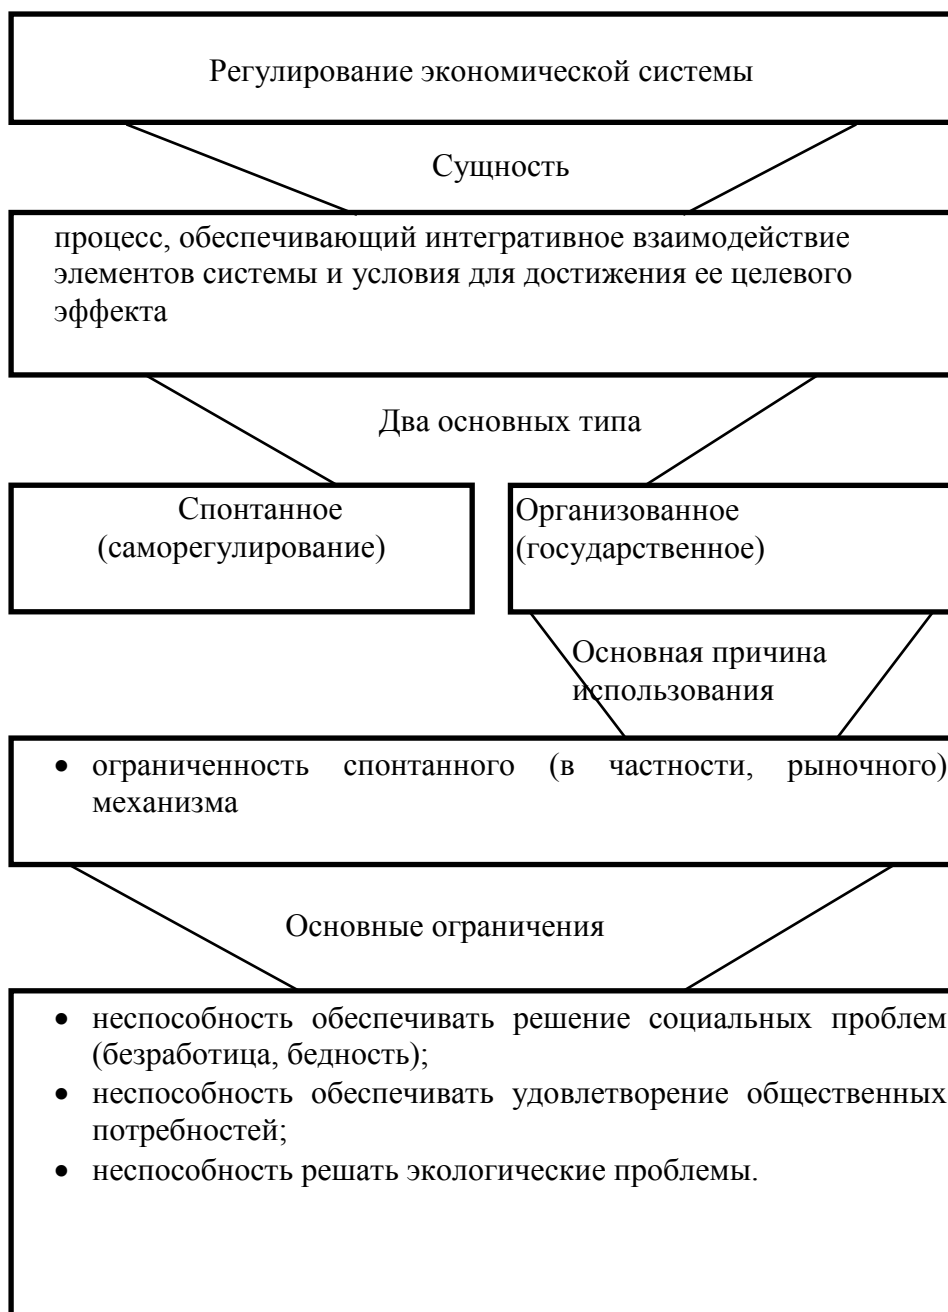 Регулирование экономической системы
Сущность
процесс, обеспечивающий интегративное взаимодействие
элементов системы и условия для достижения ее целевого
эффекта
Два основных типа
Спонтанное
(саморегулирование)
Организованное
(государственное)
Основная причина
использования
• ограниченность спонтанного (в частности, рыночного)
механизма
Основные ограничения
• неспособность обеспечивать решение социальных проблем
(безработица, бедность);
• неспособность обеспечивать удовлетворение общественных
потребностей;
• неспособность решать экологические проблемы.